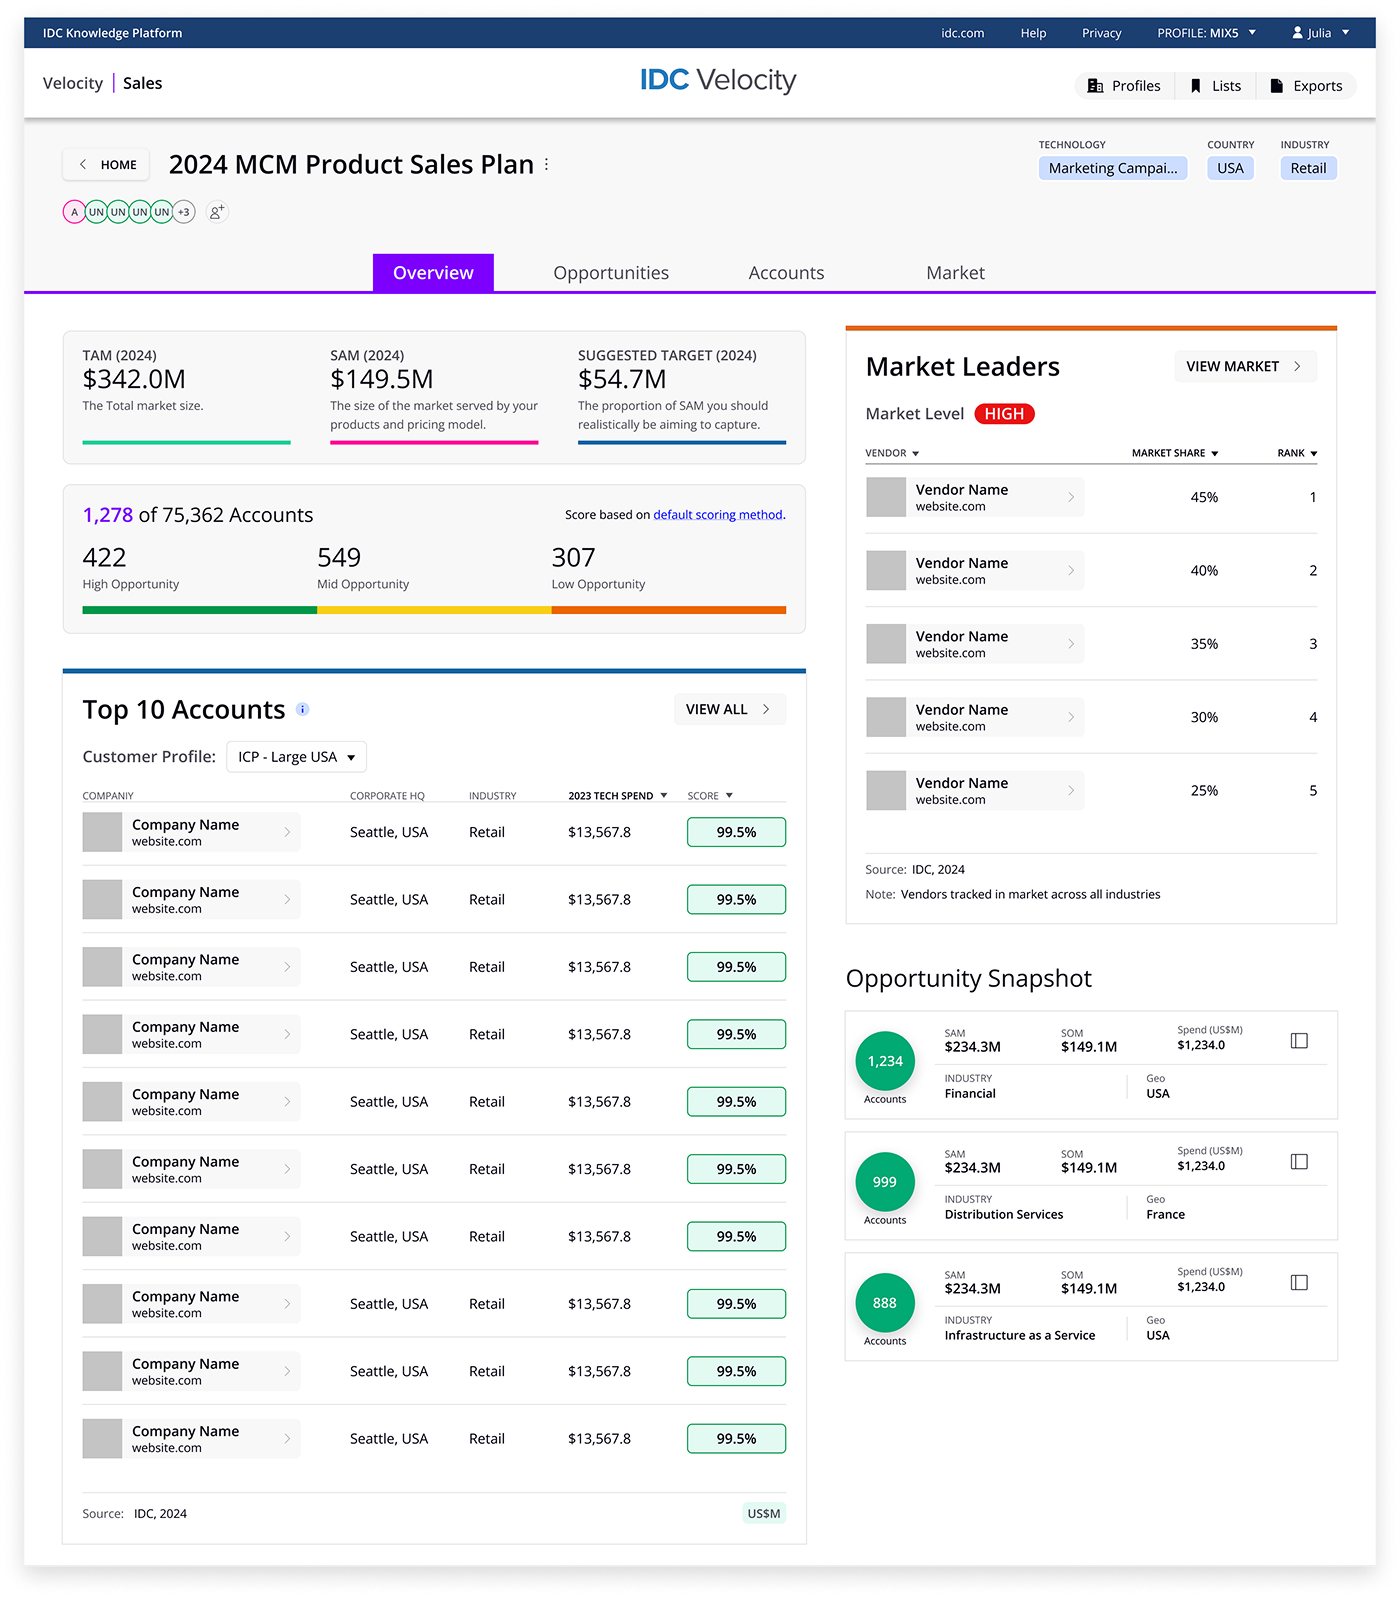 IDC Knowledge Platform
idc.com Help Privacy PROFILE: MIX5 Julia
Velocity | Sales
IDC Velocity
Profiles Lists Exports
HOME
2024 MCM Product Sales Plan
TECHNOLOGY COUNTRY INDUSTRY
Marketing Campai... USA Retail
A UN UN UN UN +3
Overview Opportunities Accounts Market
TAM (2024)
$342.0M
The Total market size.
SAM (2024)
$149.5M
The size of the market served by your
products and pricing model.
SUGGESTED TARGET (2024)
$54.7M
The proportion of SAM you should
realistically be aiming to capture.
1,278 of 75,362 Accounts
Score based on default scoring method.
422
High Opportunity
549
Mid Opportunity
307
Low Opportunity
Top 10 Accounts
VIEW ALL
Customer Profile: ICP - Large USA
COMPANIY CORPORATE HQ INDUSTRY 2023 TECH SPEND SCORE
Company Name
website.com
Seattle, USA Retail $13,567.8 99.5%
Company Name
website.com
Seattle, USA Retail $13,567.8 99.5%
Company Name
website.com
Seattle, USA Retail $13,567.8 99.5%
Company Name
website.com
Seattle, USA Retail $13,567.8 99.5%
Company Name
website.com
Seattle, USA Retail $13,567.8 99.5%
Company Name
website.com
Seattle, USA Retail $13,567.8 99.5%
Company Name
website.com
Seattle, USA Retail $13,567.8 99.5%
Company Name
website.com
Seattle, USA Retail $13,567.8 99.5%
Company Name
website.com
Seattle, USA Retail $13,567.8 99.5%
Company Name
website.com
Seattle, USA Retail $13,567.8 99.5%
Source: IDC, 2024
US$M
Market Leaders
VIEW MARKET
Market Level HIGH
VENDOR MARKET SHARE RANK
Vendor Name
website.com
45% 1
Vendor Name
website.com
40% 2
Vendor Name
website.com
35% 3
Vendor Name
website.com
30% 4
Vendor Name
website.com
25% 5
Source: IDC, 2024
Note: Vendors tracked in market across all industries
Opportunity Snapshot
1,234
Accounts
SAM
$234.3M
SOM
$149.1M
Spend (US$M)
$1,234.0
INDUSTRY
Financial
Geo
USA
999
Accounts
SAM
$234.3M
SOM
$149.1M
Spend (US$M)
$1,234.0
INDUSTRY
Distribution Services
Geo
France
888
Accounts
SAM
$234.3M
SOM
$149.1M
Spend (US$M)
$1,234.0
INDUSTRY
Infrastructure as a Service
Geo
USA